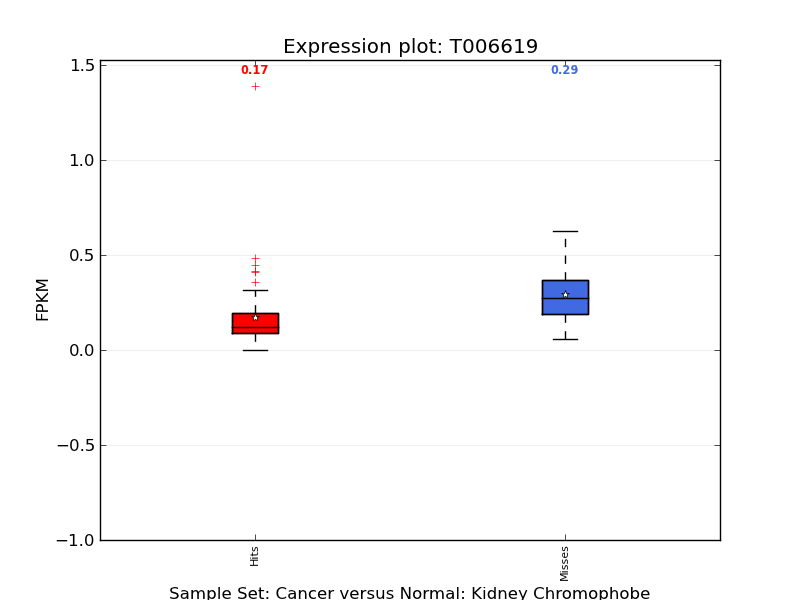 Expression plot: T006619
1.5
1.0
0.5
0.0
−0.5
−1.0
FPKM
0.17
0.29
Hits
Misses
Sample Set: Cancer versus Normal: Kidney Chromophobe